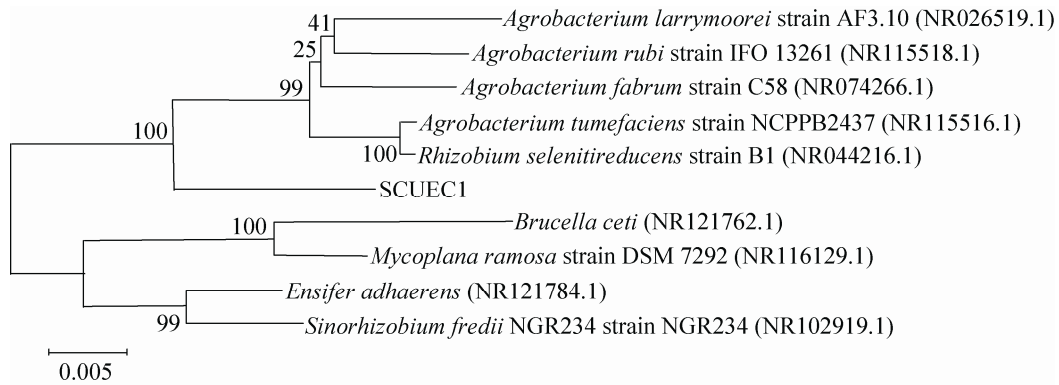 41
Agrobacterium larrymoorei strain AF3.10 (NR026519.1)
25
Agrobacterium rubi strain IFO 13261 (NR115518.1)
99
Agrobacterium fabrum strain C58 (NR074266.1)
100
Agrobacterium tumefaciens strain NCPPB2437 (NR115516.1)
100
Rhizobium selenitireducens strain B1 (NR044216.1)
SCUEC1
100
Brucella ceti (NR121762.1)
Mycoplana ramosa strain DSM 7292 (NR116129.1)
Ensifer adhaerens (NR121784.1)
99
Sinorhizobium fredii NGR234 strain NGR234 (NR102919.1)
0.005